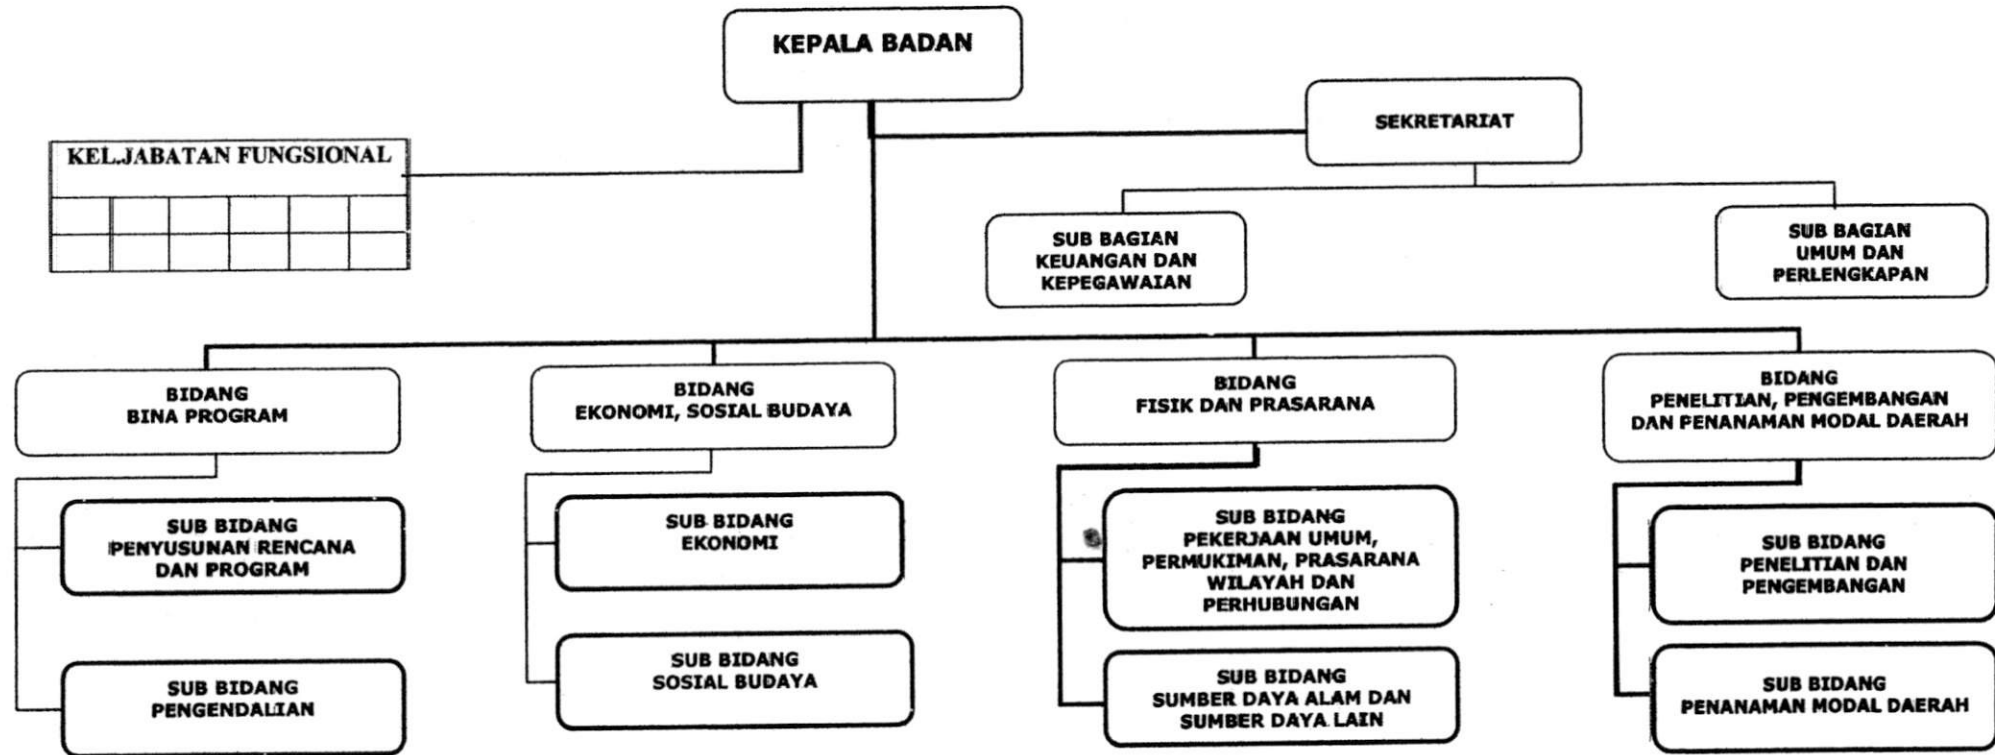 KEPALA BADAN
SEKRETARIAT
KEL.JABATAN FUNGSIONAL
SUB BAGIAN
KEUANGAN DAN
KEPEGAWAIAN
SUB BAGIAN
UMUM DAN
PERLENGKAPAN
BIDANG
BINA PROGRAM
BIDANG
EKONOMI, SOSIAL BUDAYA
BIDANG
FISIK DAN PRASARANA
BIDANG
PENELITIAN, PENGEMBANGAN
DAN PENANAMAN MODAL DAERAH
SUB BIDANG
PENYUSUNAN RENCANA
DAN PROGRAM
SUB BIDANG
EKONOMI
SUB BIDANG
PEKERJAAN UMUM,
PERMUKIMAN, PRASARANA
WILAYAH DAN
PERHUBUNGAN
SUB BIDANG
PENELITIAN DAN
PENGEMBANGAN
SUB BIDANG
PENGENDALIAN
SUB BIDANG
SOSIAL BUDAYA
SUB BIDANG
SUMBER DAYA ALAM DAN
SUMBER DAYA LAIN
SUB BIDANG
PENANAMAN MODAL DAERAH